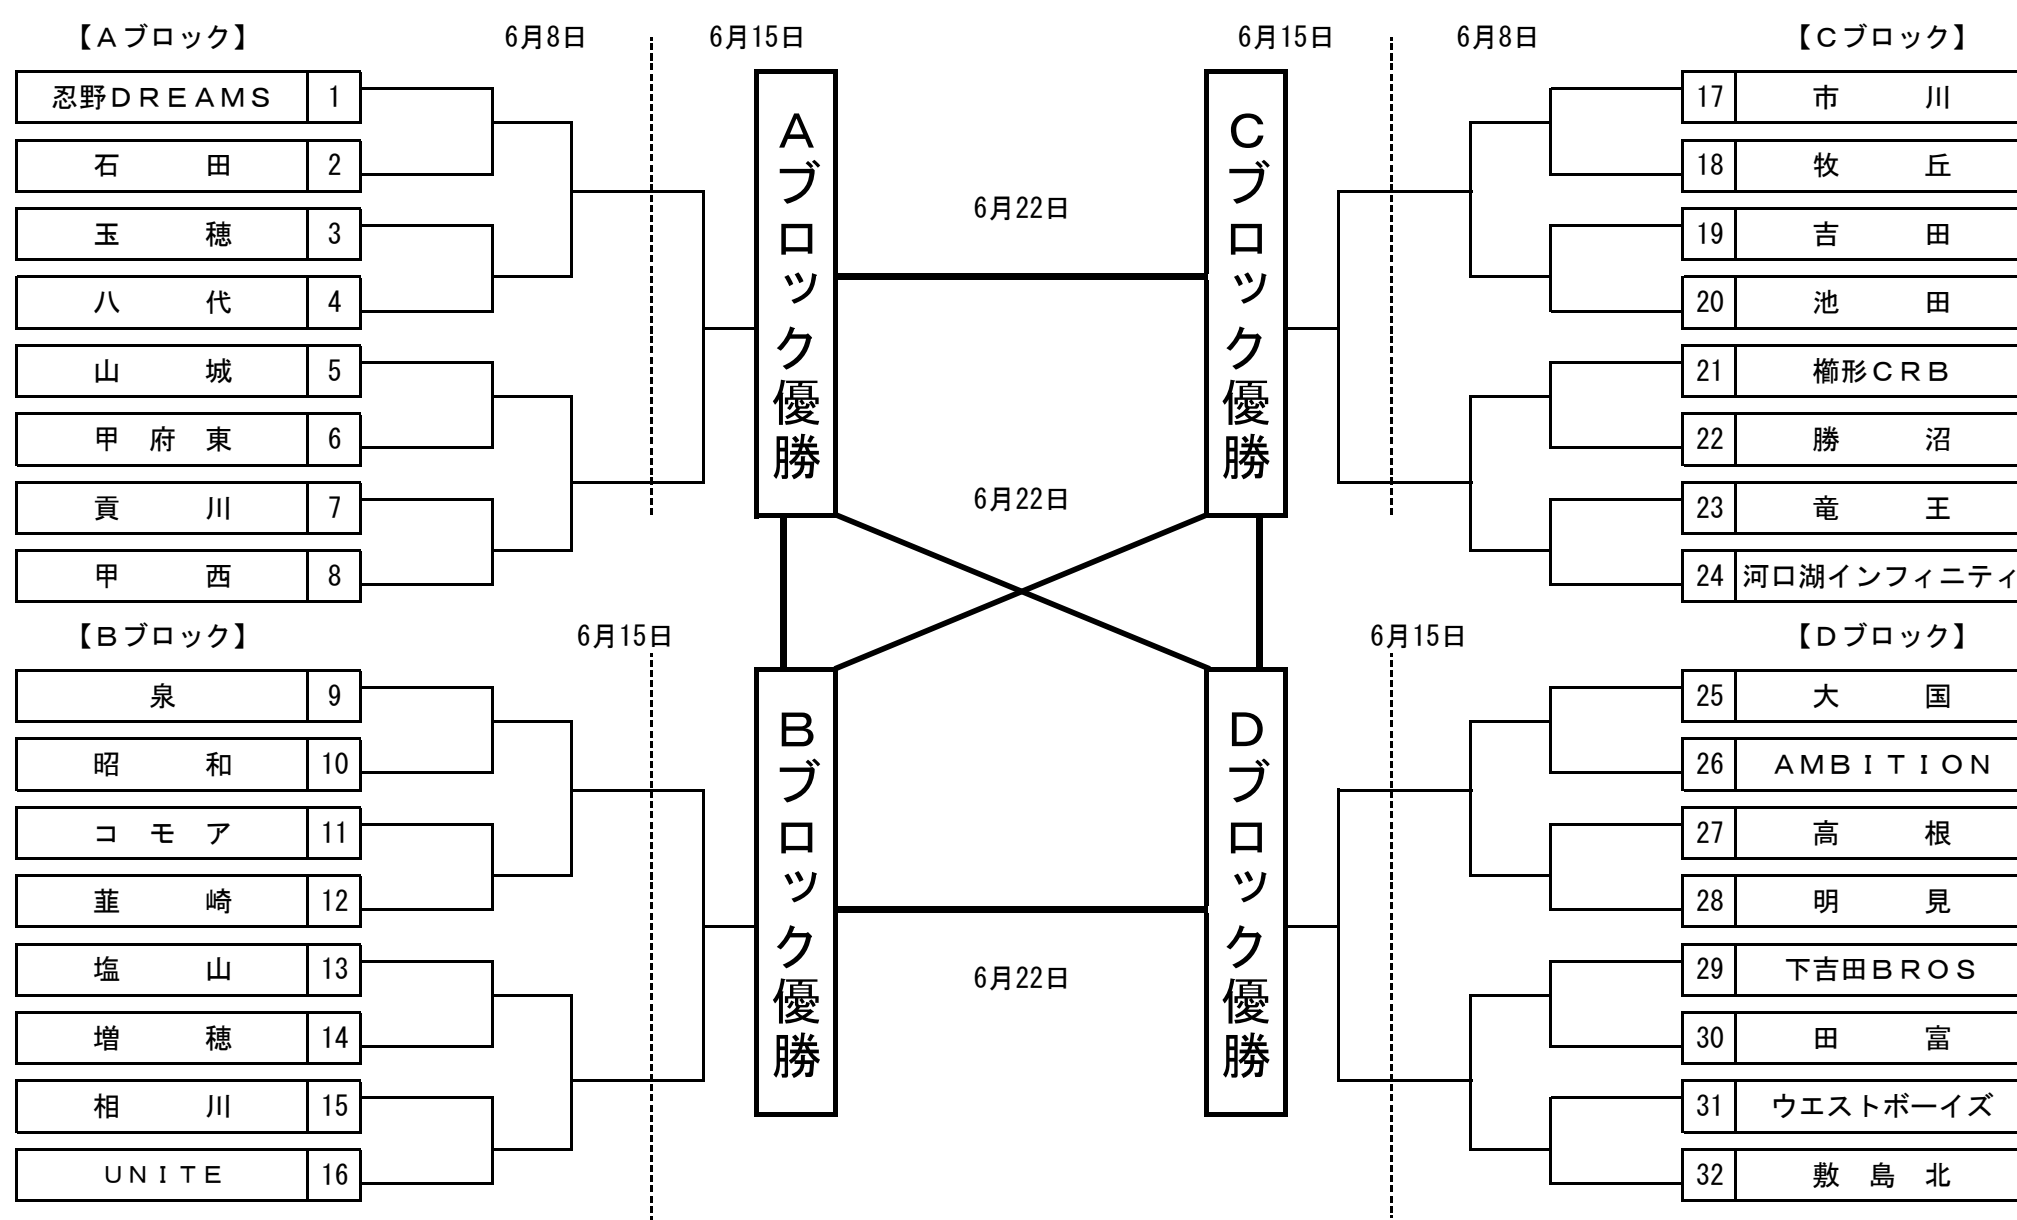 【Aブロック】
6月8日
6月15日
6月15日
6月8日
【Cブロック】
忍野DREAMS 1
石田 2
玉穂 3
八代 4
山城 5
甲府東 6
貢川 7
甲西 8
Aブロック優勝
6月22日
6月22日
Cブロック優勝
17 市川
18 牧丘
19 吉田
20 池田
21 櫛形CRB
22 勝沼
23 竜王
24 河口湖インフィニティ
【Bブロック】
6月15日
6月15日
【Dブロック】
泉 9
昭和 10
コモア 11
韮崎 12
塩山 13
増穂 14
相川 15
UNITE 16
Bブロック優勝
6月22日
Dブロック優勝
25 大国
26 AMBITION
27 高根
28 明見
29 下吉田BROS
30 田富
31 ウエストボーイズ
32 敷島北